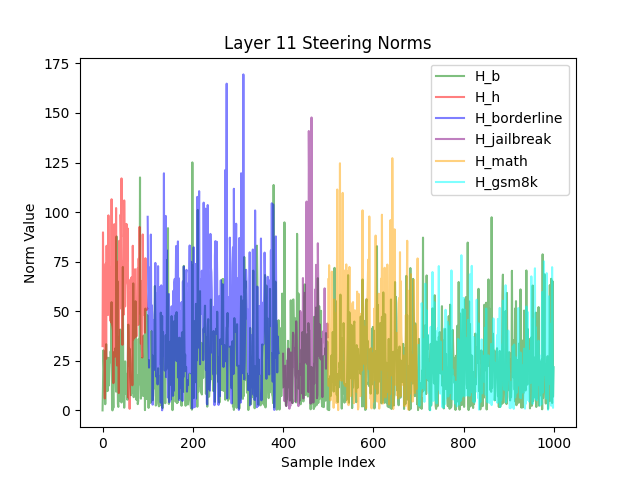 Layer 11 Steering Norms
H_b
H_h
H_borderline
H_jailbreak
H_math
H_gsm8k
Norm Value
175
150
125
100
75
50
25
0
0
200
400
600
800
1000
Sample Index